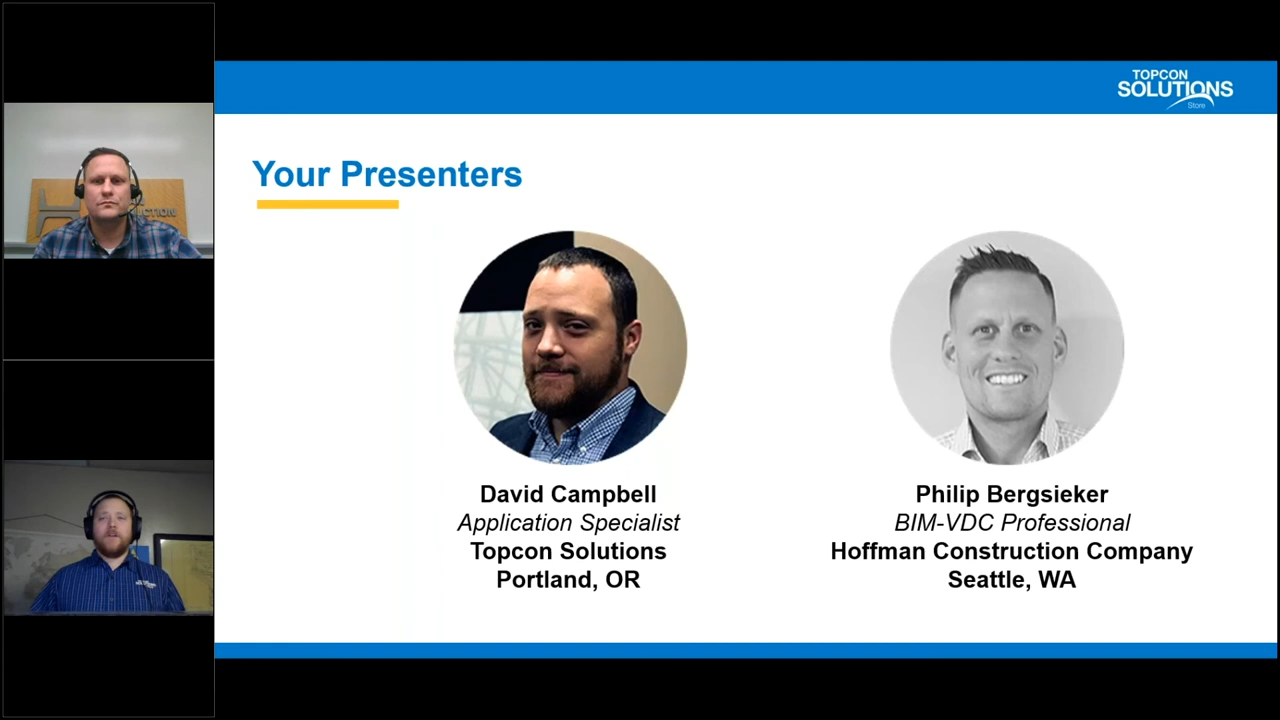 TOPCON
SOLUTIONS
Store
Your Presenters
CTION
David Campbell
Application Specialist
Topcon Solutions
Portland, OR
Philip Bergsieker
BIM-VDC Professional
Hoffman Construction Company
Seattle, WA